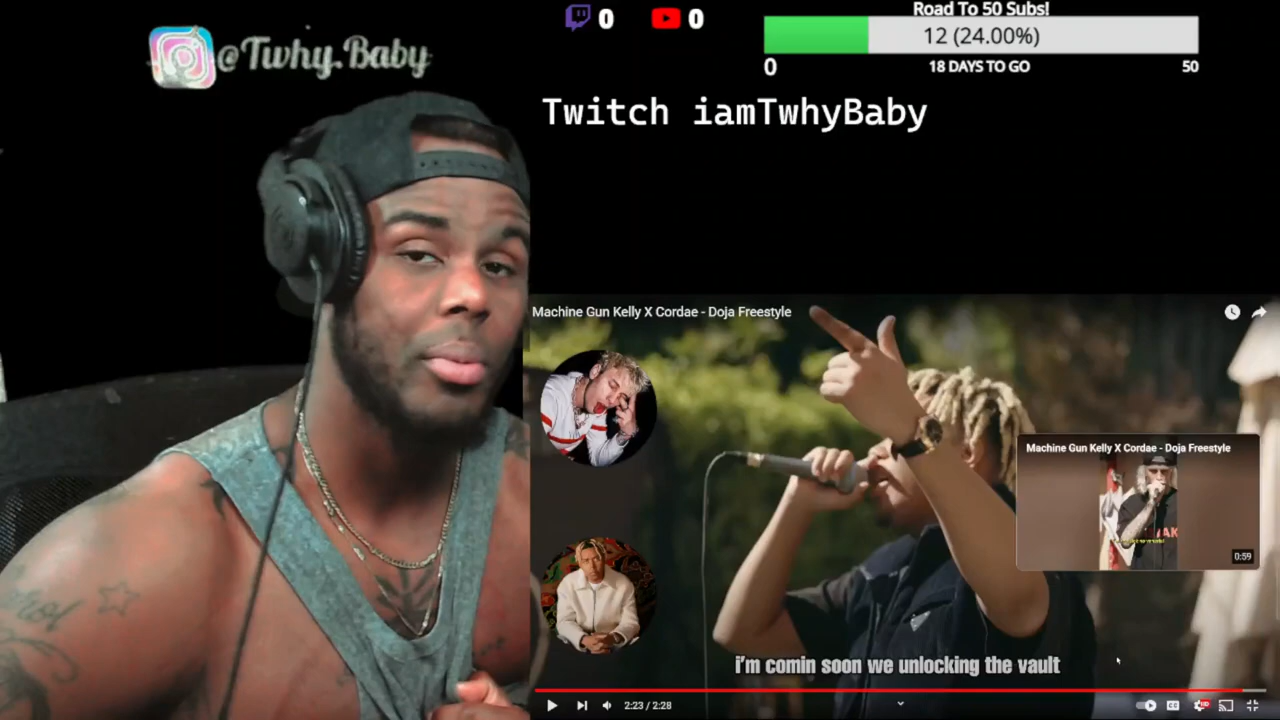 @Twhy.Baby
0
0
Road To 50 Subs!
12 (24.00%)
0
18 DAYS TO GO
50
Twitch iamTwhyBaby
Machine Gun Kelly X Cordae - Doja Freestyle
Machine Gun Kelly X Cordae - Doja Freestyle
0:59
i'm comin soon we unlocking the vault
2:23 / 2:28
CC
HD